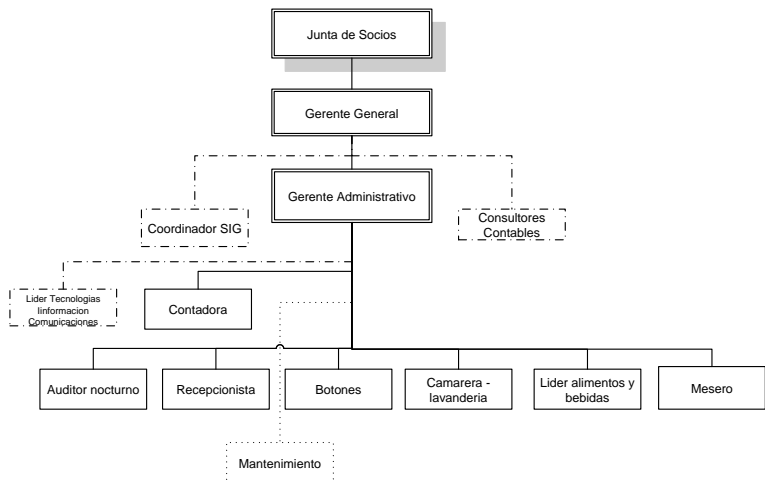 Junta de Socios
Gerente General
Gerente Administrativo
Coordinador SIG
Consultores
Contables
Lider Tecnologias
Iinformacion
Comunicaciones
Contadora
Auditor nocturno
Recepcionista
Botones
Camarera -
lavanderia
Lider alimentos y
bebidas
Mesero
Mantenimiento